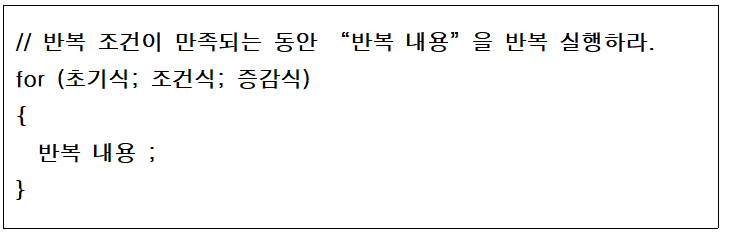 // 반복 조건이 만족되는 동안 “반복 내용” 을 반복 실행하라.
for (초기식; 조건식; 증감식)
{
반복 내용 ;
}